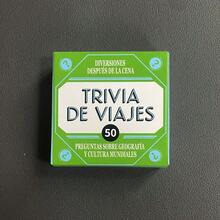 DIVERSIONES
DESPUÉS DE LA CENA
TRIVIA
DE VIAJES
50
PREGUNTAS SOBRE GEOGRAFÍA
Y CULTURA MUNDIALES